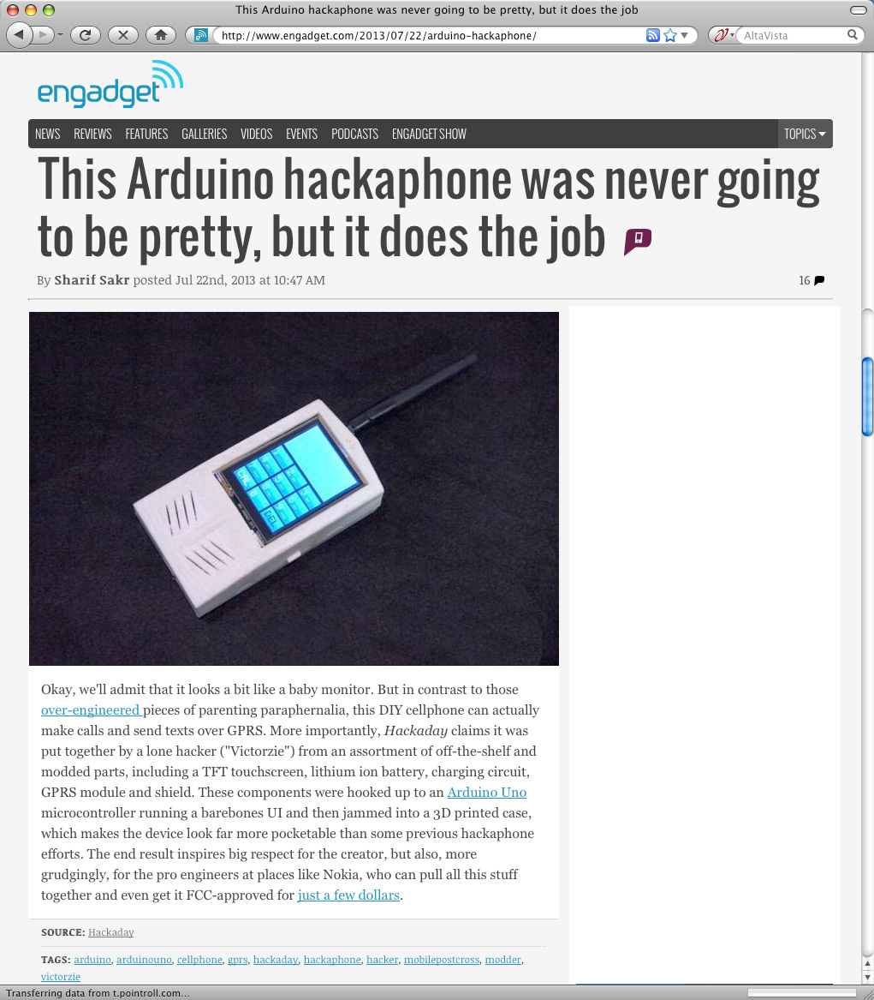 This Arduino hackaphone was never going to be pretty, but it does the job
http://www.engadget.com/2013/07/22/arduino-hackaphone/
AltaVista
engadget
NEWS REVIEWS FEATURES GALLERIES VIDEOS EVENTS PODCASTS ENGADGET SHOW TOPICS
This Arduino hackaphone was never going
to be pretty, but it does the job
By Sharif Sakr posted Jul 22nd, 2013 at 10:47 AM
16
CAL
DEL
Okay, we'll admit that it looks a bit like a baby monitor. But in contrast to those
over-engineered pieces of parenting paraphernalia, this DIY cellphone can actually
make calls and send texts over GPRS. More importantly, Hackaday claims it was
put together by a lone hacker ("Victorzie") from an assortment of off-the-shelf and
modded parts, including a TFT touchscreen, lithium ion battery, charging circuit,
GPRS module and shield. These components were hooked up to an Arduino Uno
microcontroller running a barebones UI and then jammed into a 3D printed case,
which makes the device look far more pocketable than some previous hackaphone
efforts. The end result inspires big respect for the creator, but also, more
grudgingly, for the pro engineers at places like Nokia, who can pull all this stuff
together and even get it FCC-approved for just a few dollars.
SOURCE: Hackaday
TAGS: arduino, arduinouno, cellphone, gprs, hackaday, hackaphone, hacker, mobilepostcross, modder,
victorzie
Transferring data from t.pointroll.com...